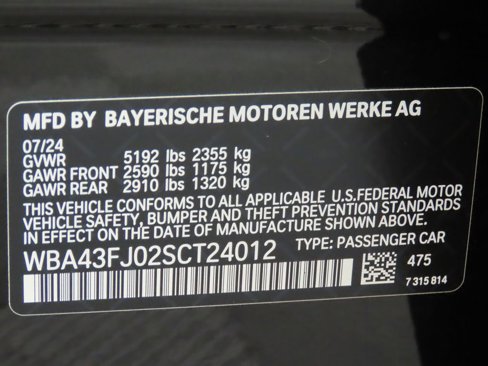 MFD BY BAYERISCHE MOTOREN WERKE AG
07/24
GVWR 5192 lbs 2355 kg
GAWR FRONT 2590 lbs 1175 kg
GAWR REAR 2910 lbs 1320 kg
THIS VEHICLE CONFORMS TO ALL APPLICABLE U.S.FEDERAL MOTOR
VEHICLE SAFETY, BUMPER AND THEFT PREVENTION STANDARDS
IN EFFECT ON THE DATE OF MANUFACTURE SHOWN ABOVE.
WBA43FJ02SCT24012 TYPE: PASSENGER CAR
475
7 315 814